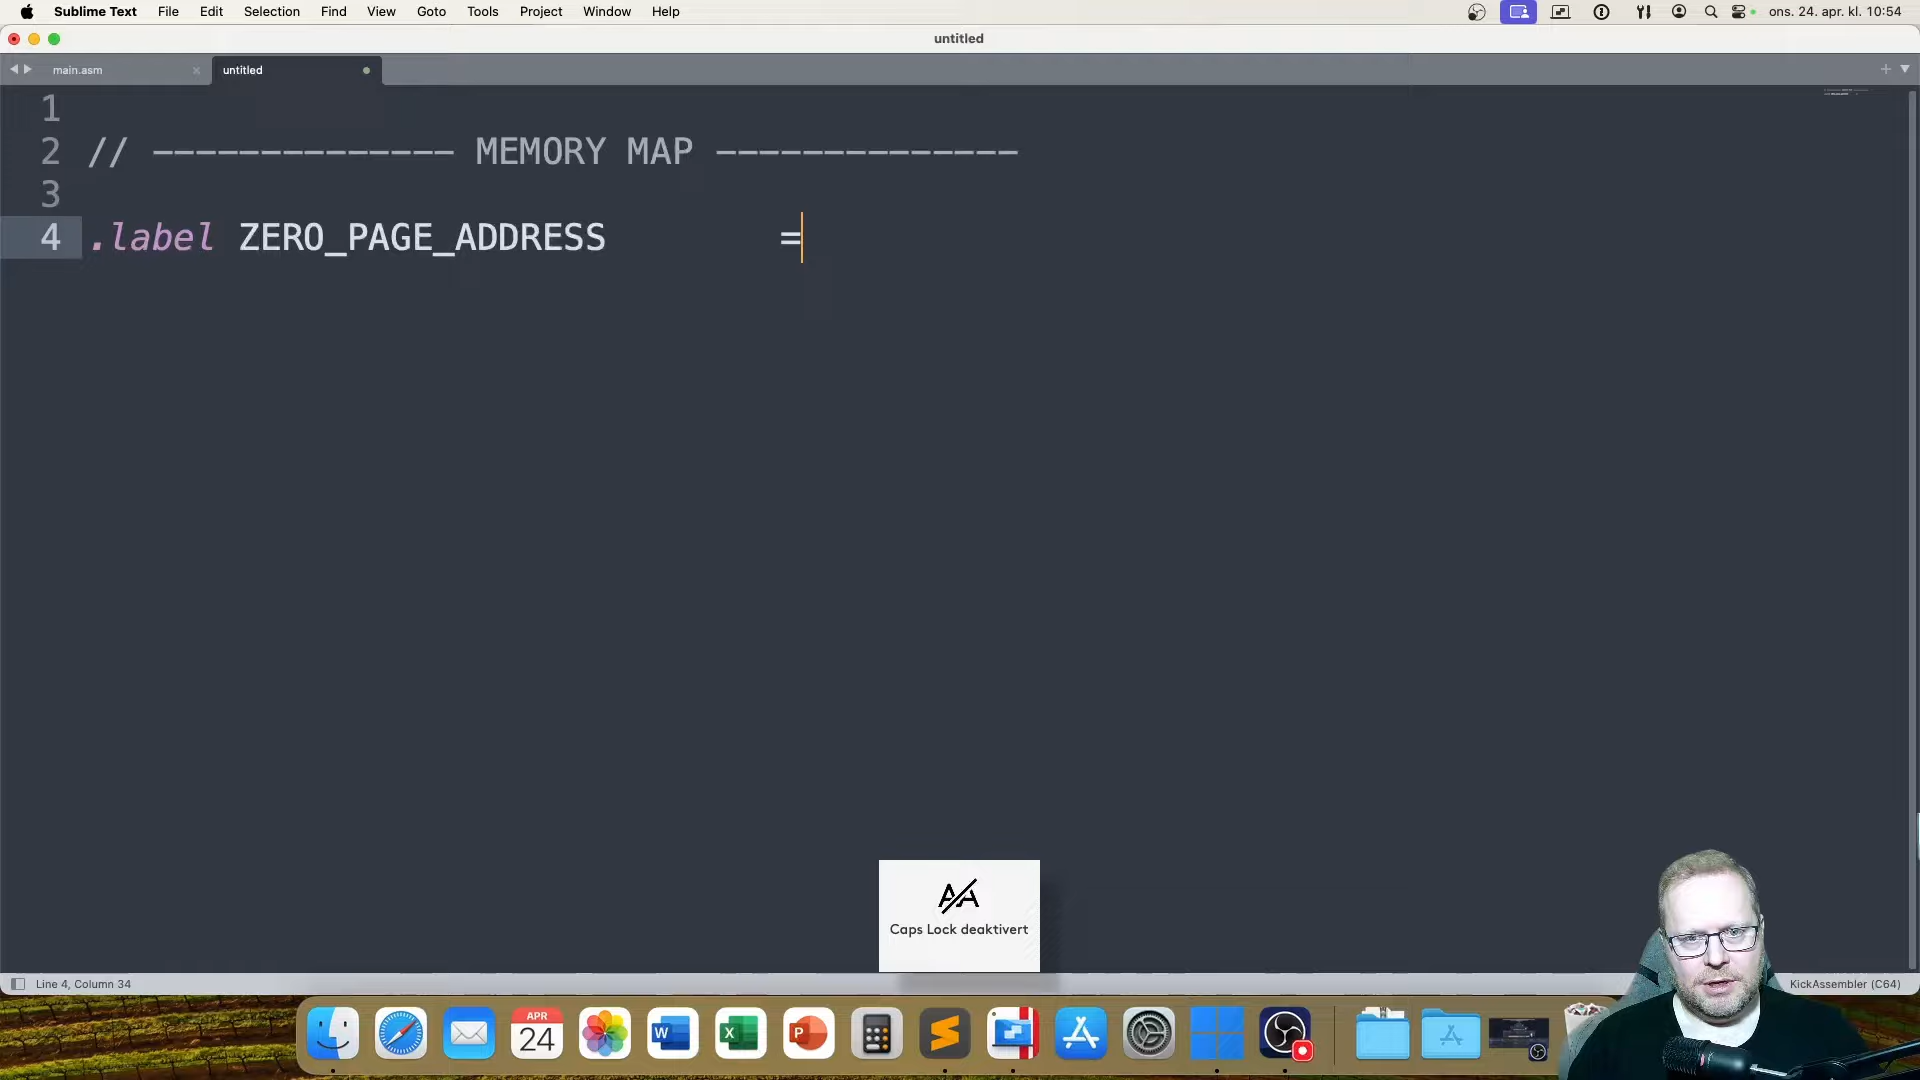 Sublime Text File Edit Selection Find View Goto Tools Project Window Help ons. 24. apr. kl. 10:54
untitled
main.asm untitled
1
2 // -------------- MEMORY MAP --------------
3
4 .label ZERO_PAGE_ADDRESS =
Caps Lock deaktivert
Line 4, Column 34 KickAssembler (C64)
APR
24